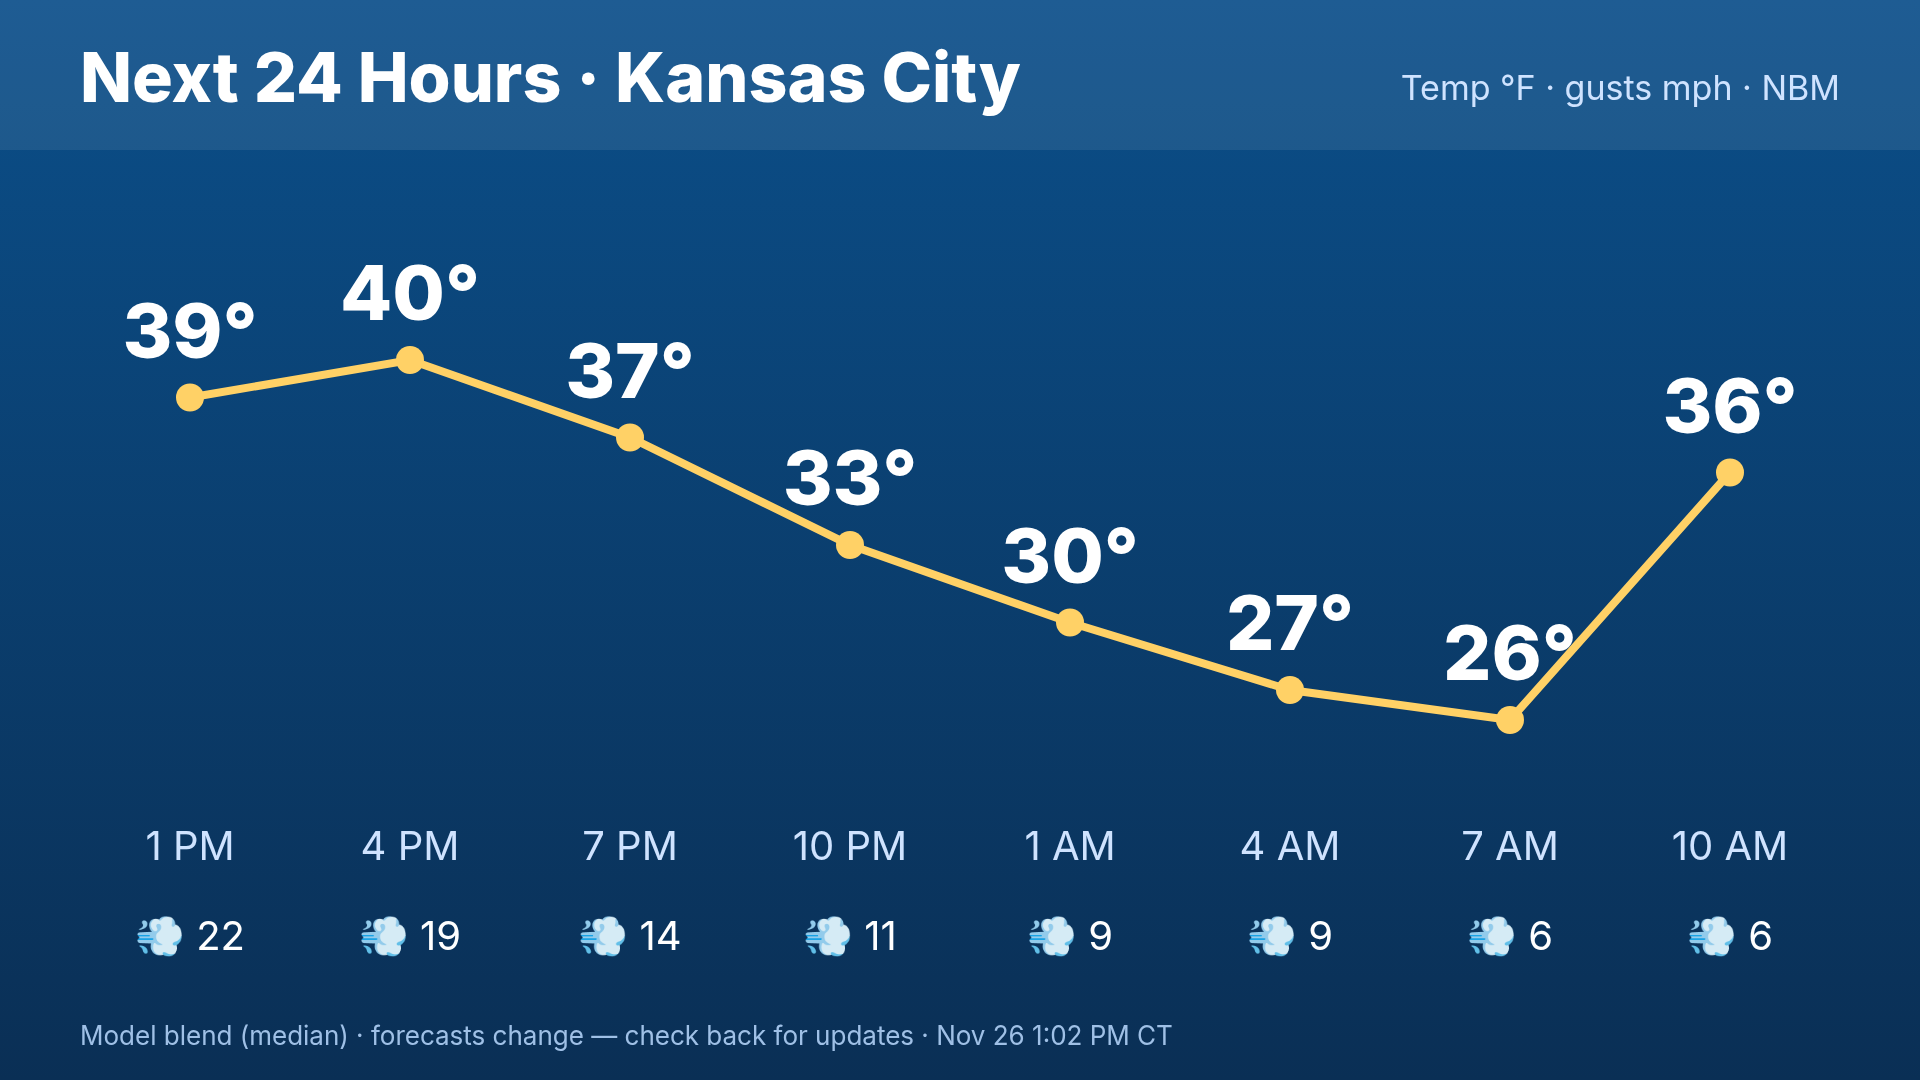 Next 24 Hours · Kansas City
Temp °F · gusts mph · NBM
39° 40° 37° 33° 30° 27° 26° 36°
1 PM 4 PM 7 PM 10 PM 1 AM 4 AM 7 AM 10 AM
💨 22 💨 19 💨 14 💨 11 💨 9 💨 9 💨 6 💨 6
Model blend (median) · forecasts change — check back for updates · Nov 26 1:02 PM CT